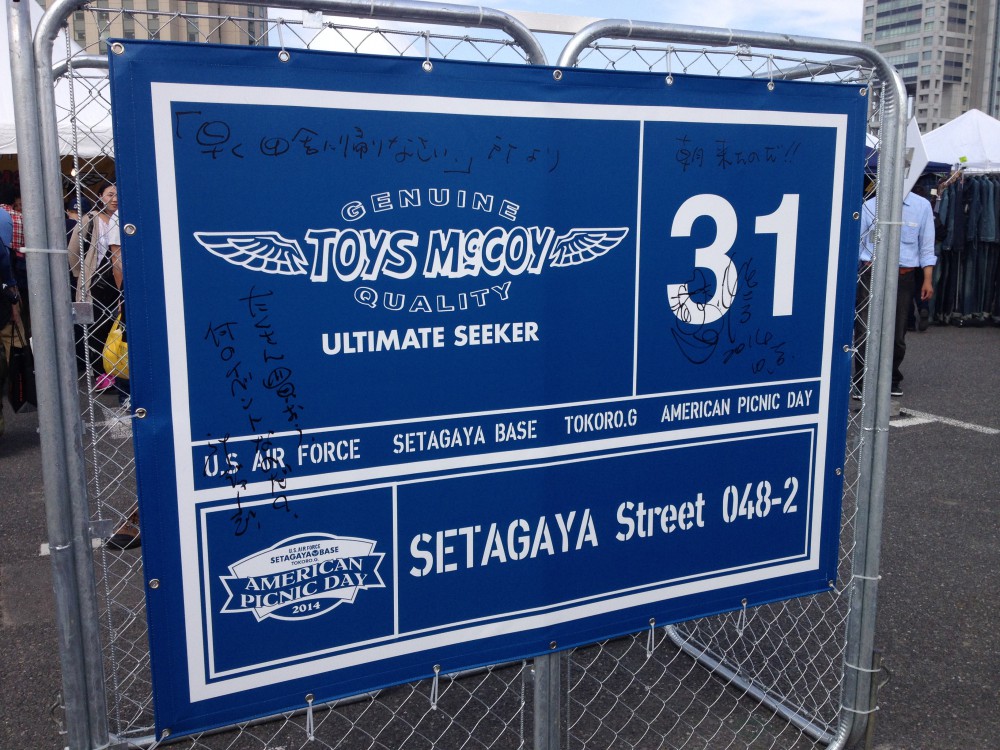 「早く田舎に帰りなさい。」所より
朝来たのだ!!
GENUINE
TOYS McCOY
QUALITY
ULTIMATE SEEKER
31
U.S AIR FORCE SETAGAYA BASE TOKORO.G AMERICAN PICNIC DAY
U.S. AIR FORCE
SETAGAYA BASE
TOKORO.G.
AMERICAN
PICNIC DAY
2014
SETAGAYA Street 048-2